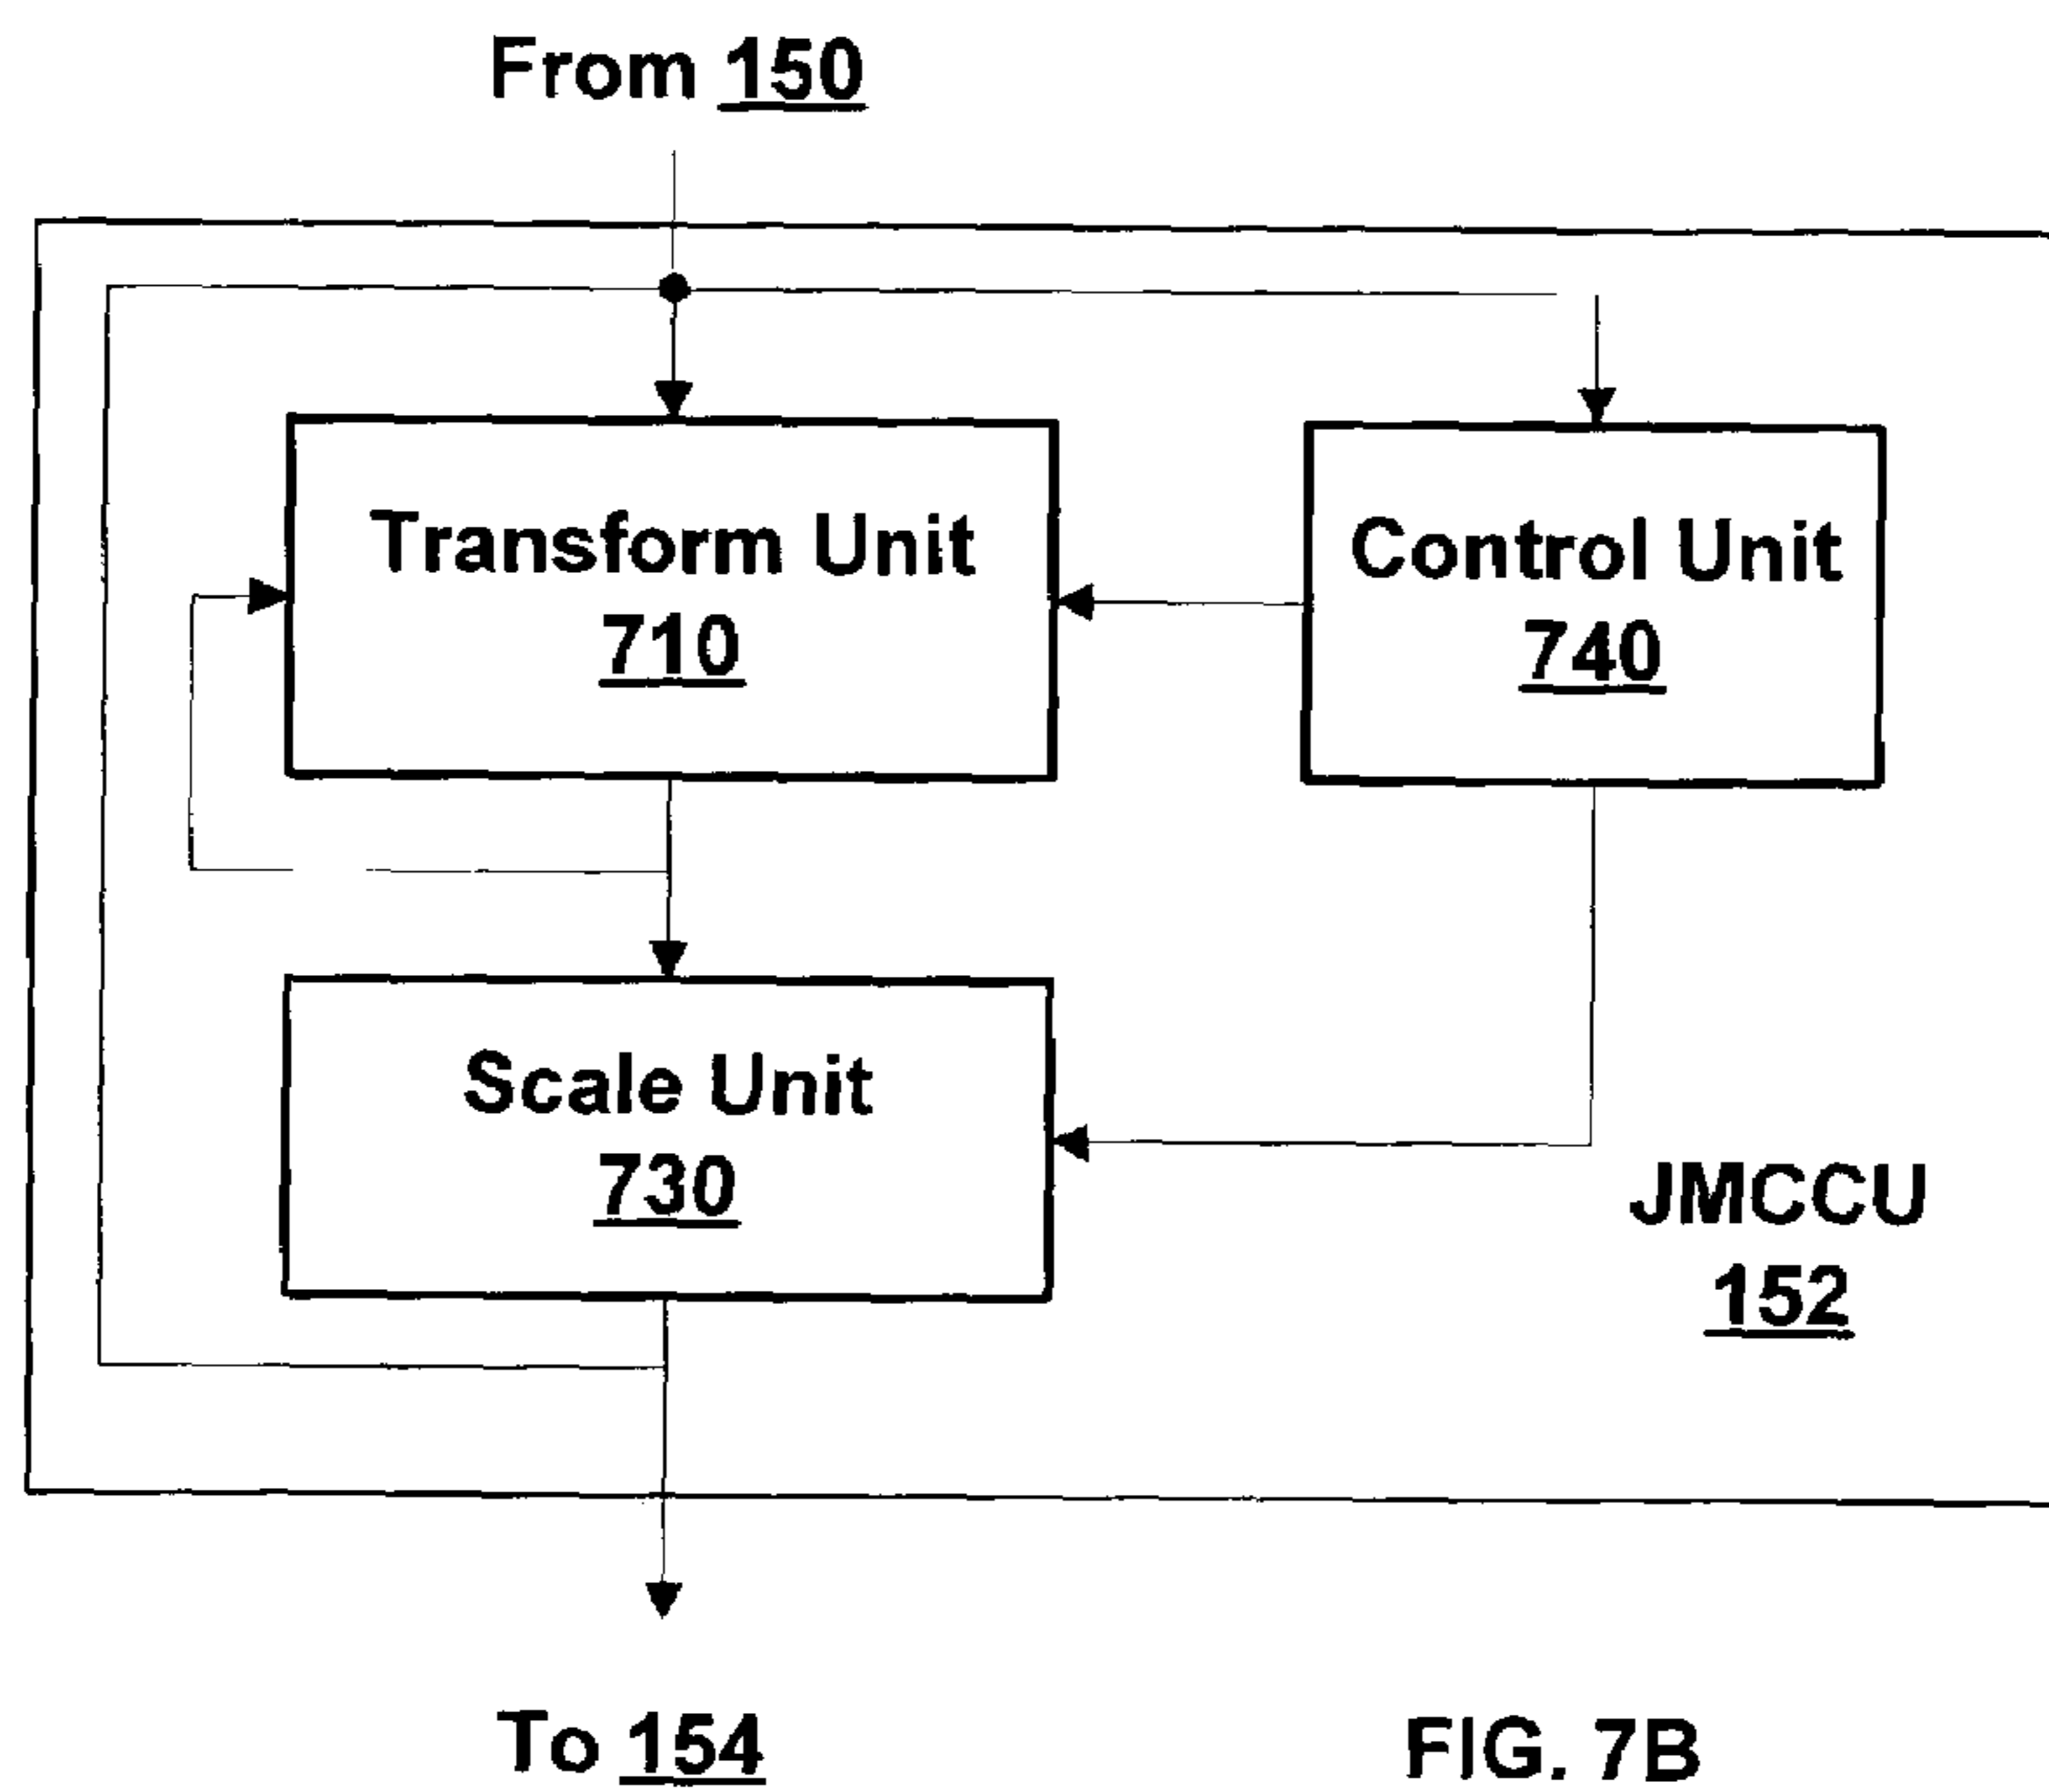 From 150
Transform Unit
710
Control Unit
740
Scale Unit
730
JMCCU
152
To 154
FIG. 7B